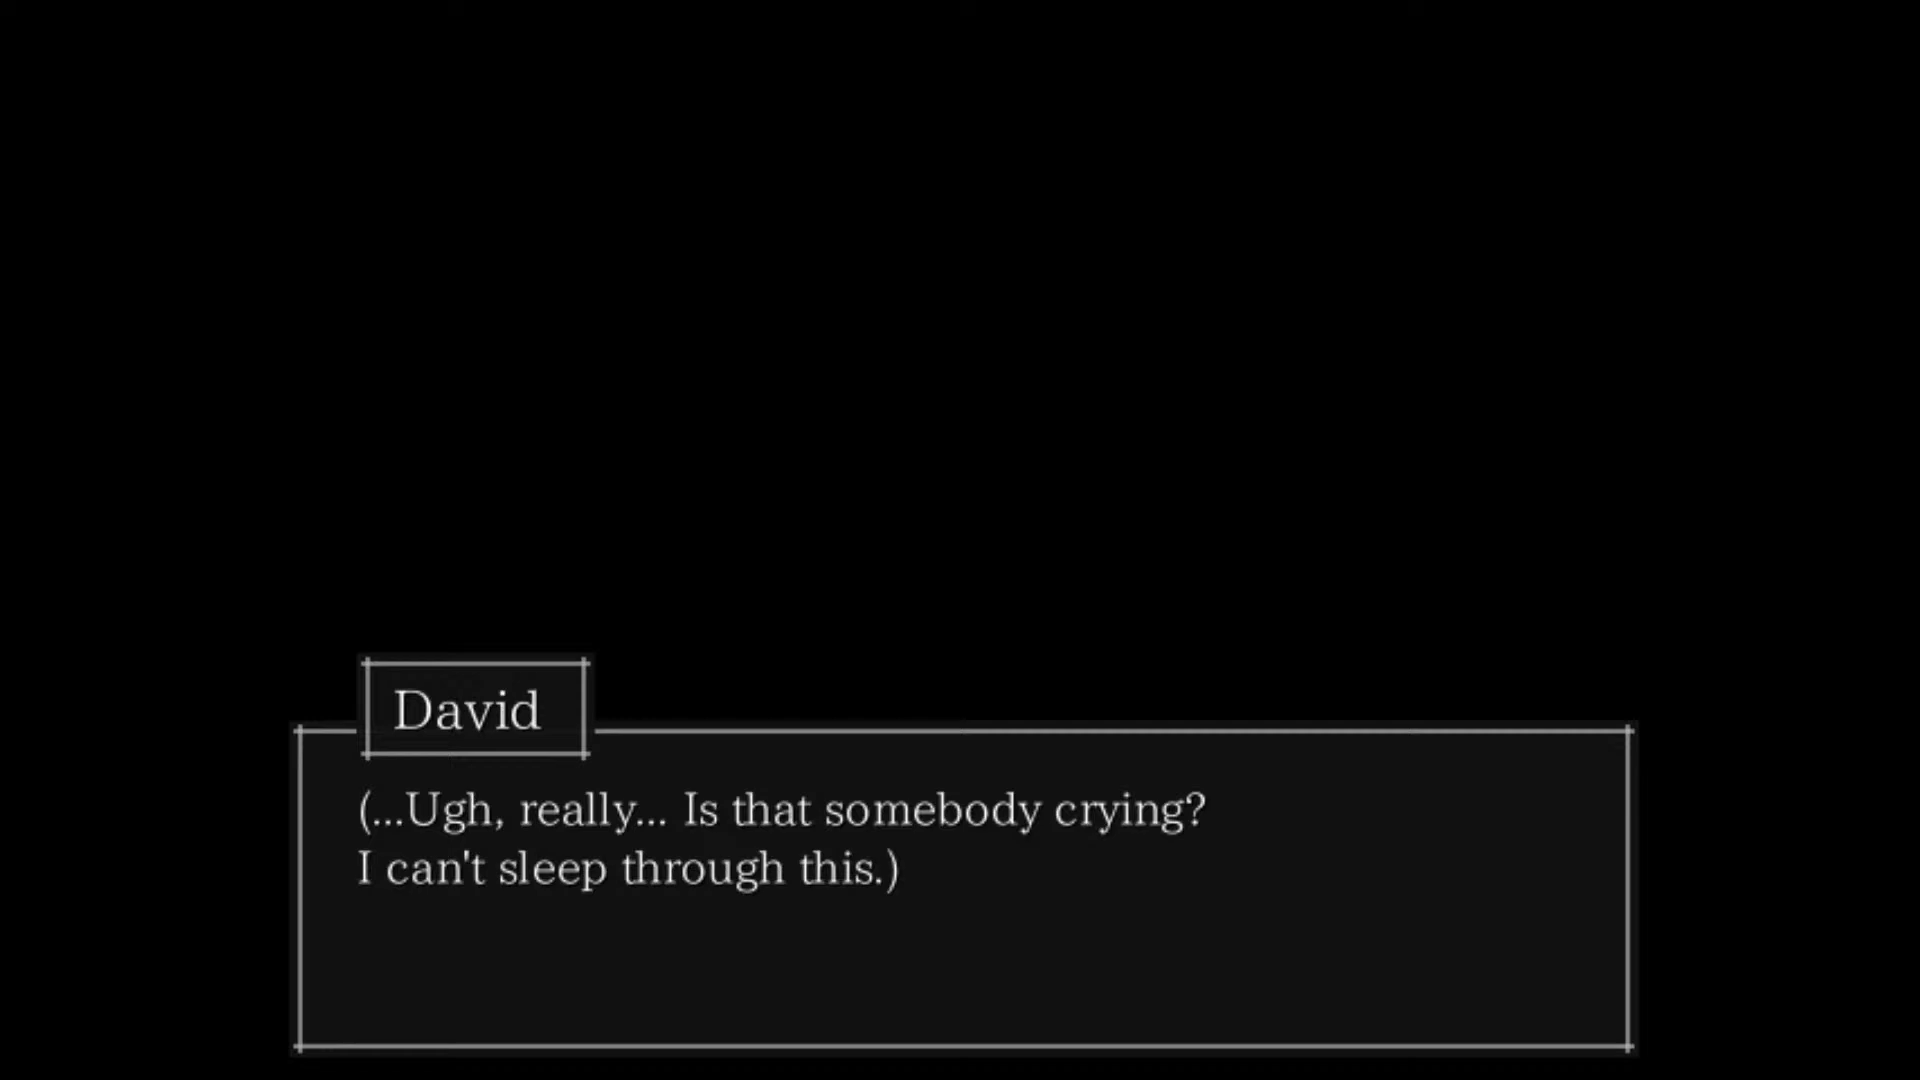 David
(...Ugh, really... Is that somebody crying?
I can't sleep through this.)